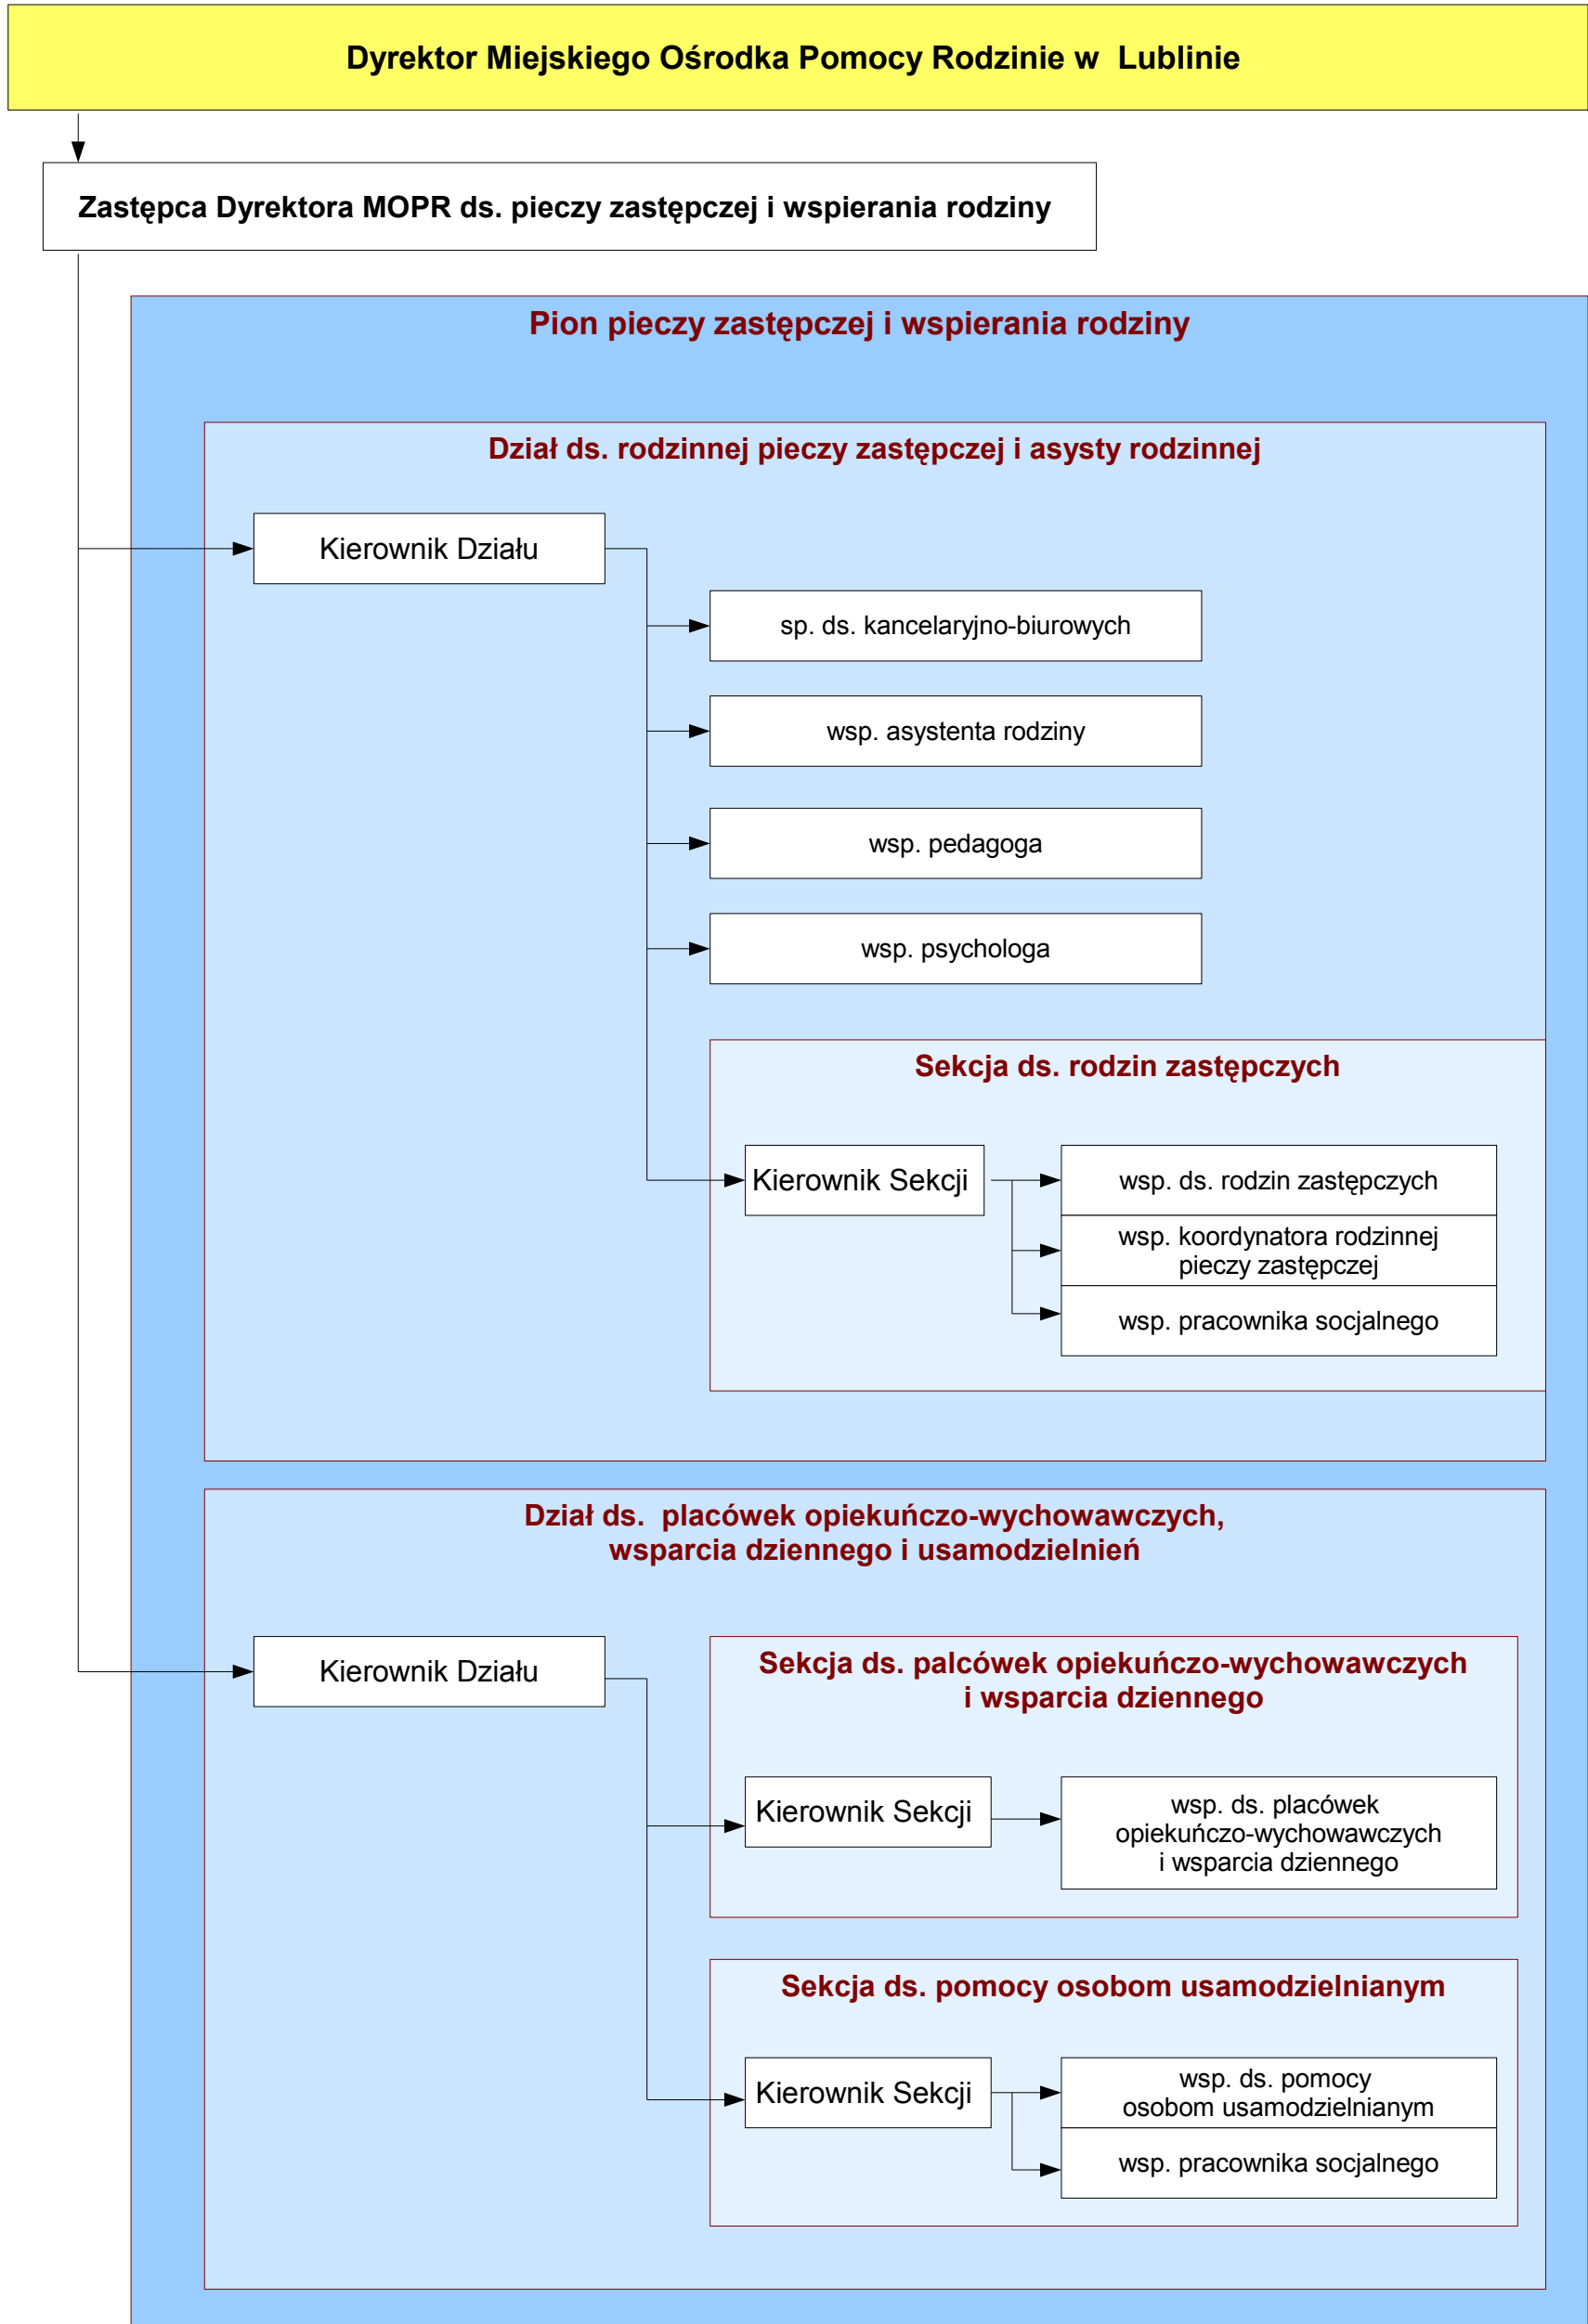 Dyrektor Miejskiego Ośrodka Pomocy Rodzinie w  Lublinie
Zastępca Dyrektora MOPR ds. pieczy zastępczej i wspierania rodziny
Pion pieczy zastępczej i wspierania rodziny
Dział ds. rodzinnej pieczy zastępczej i asysty rodzinnej
Kierownik Działu
sp. ds. kancelaryjno-biurowych
wsp. asystenta rodziny
wsp. pedagoga
wsp. psychologa
Sekcja ds. rodzin zastępczych
Kierownik Sekcji
wsp. ds. rodzin zastępczych
wsp. koordynatora rodzinnej
pieczy zastępczej
wsp. pracownika socjalnego
Dział ds.  placówek opiekuńczo-wychowawczych,
wsparcia dziennego i usamodzielnień
Kierownik Działu
Sekcja ds. palcówek opiekuńczo-wychowawczych
i wsparcia dziennego
Kierownik Sekcji
wsp. ds. placówek
opiekuńczo-wychowawczych
i wsparcia dziennego
Sekcja ds. pomocy osobom usamodzielnianym
Kierownik Sekcji
wsp. ds. pomocy
osobom usamodzielnianym
wsp. pracownika socjalnego